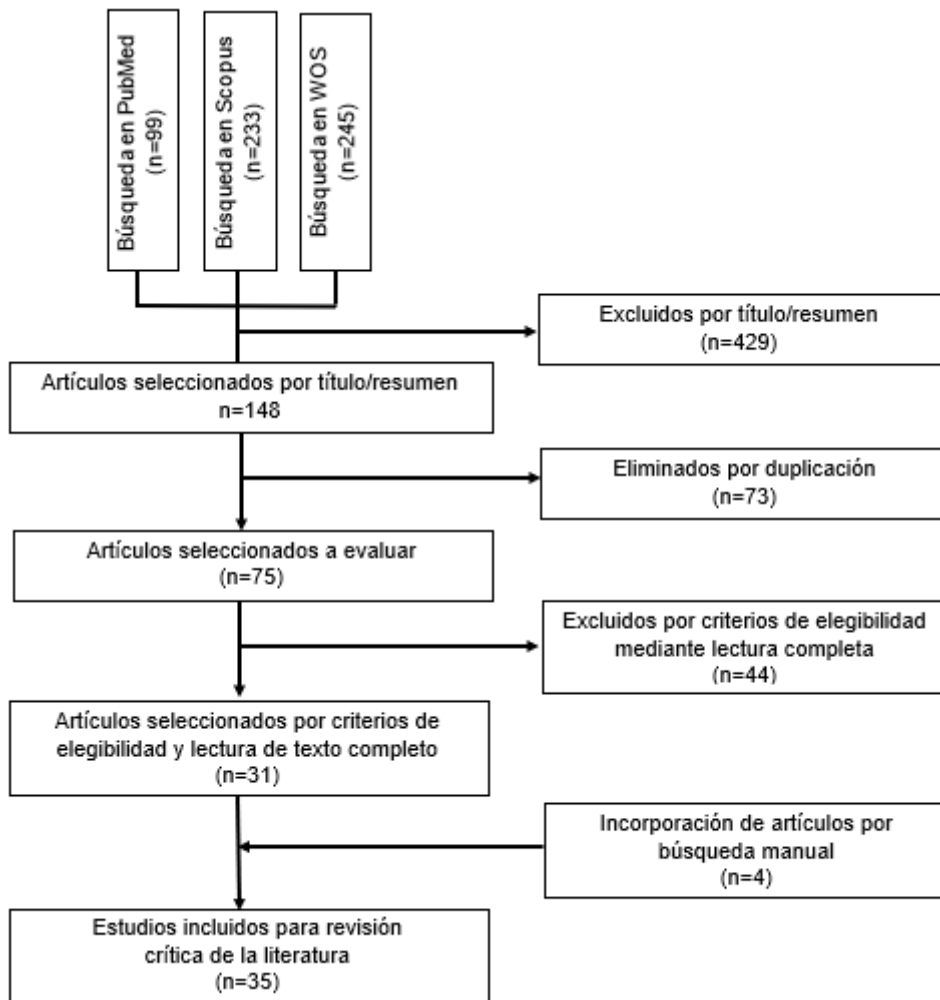 Búsqueda en PubMed
(n=99)
Búsqueda en Scopus
(n=233)
Búsqueda en WOS
(n=245)
Excluidos por título/resumen
(n=429)
Artículos seleccionados por título/resumen
n=148
Eliminados por duplicación
(n=73)
Artículos seleccionados a evaluar
(n=75)
Excluidos por criterios de elegibilidad
mediante lectura completa
(n=44)
Artículos seleccionados por criterios de
elegibilidad y lectura de texto completo
(n=31)
Incorporación de artículos por
búsqueda manual
(n=4)
Estudios incluidos para revisión
crítica de la literatura
(n=35)